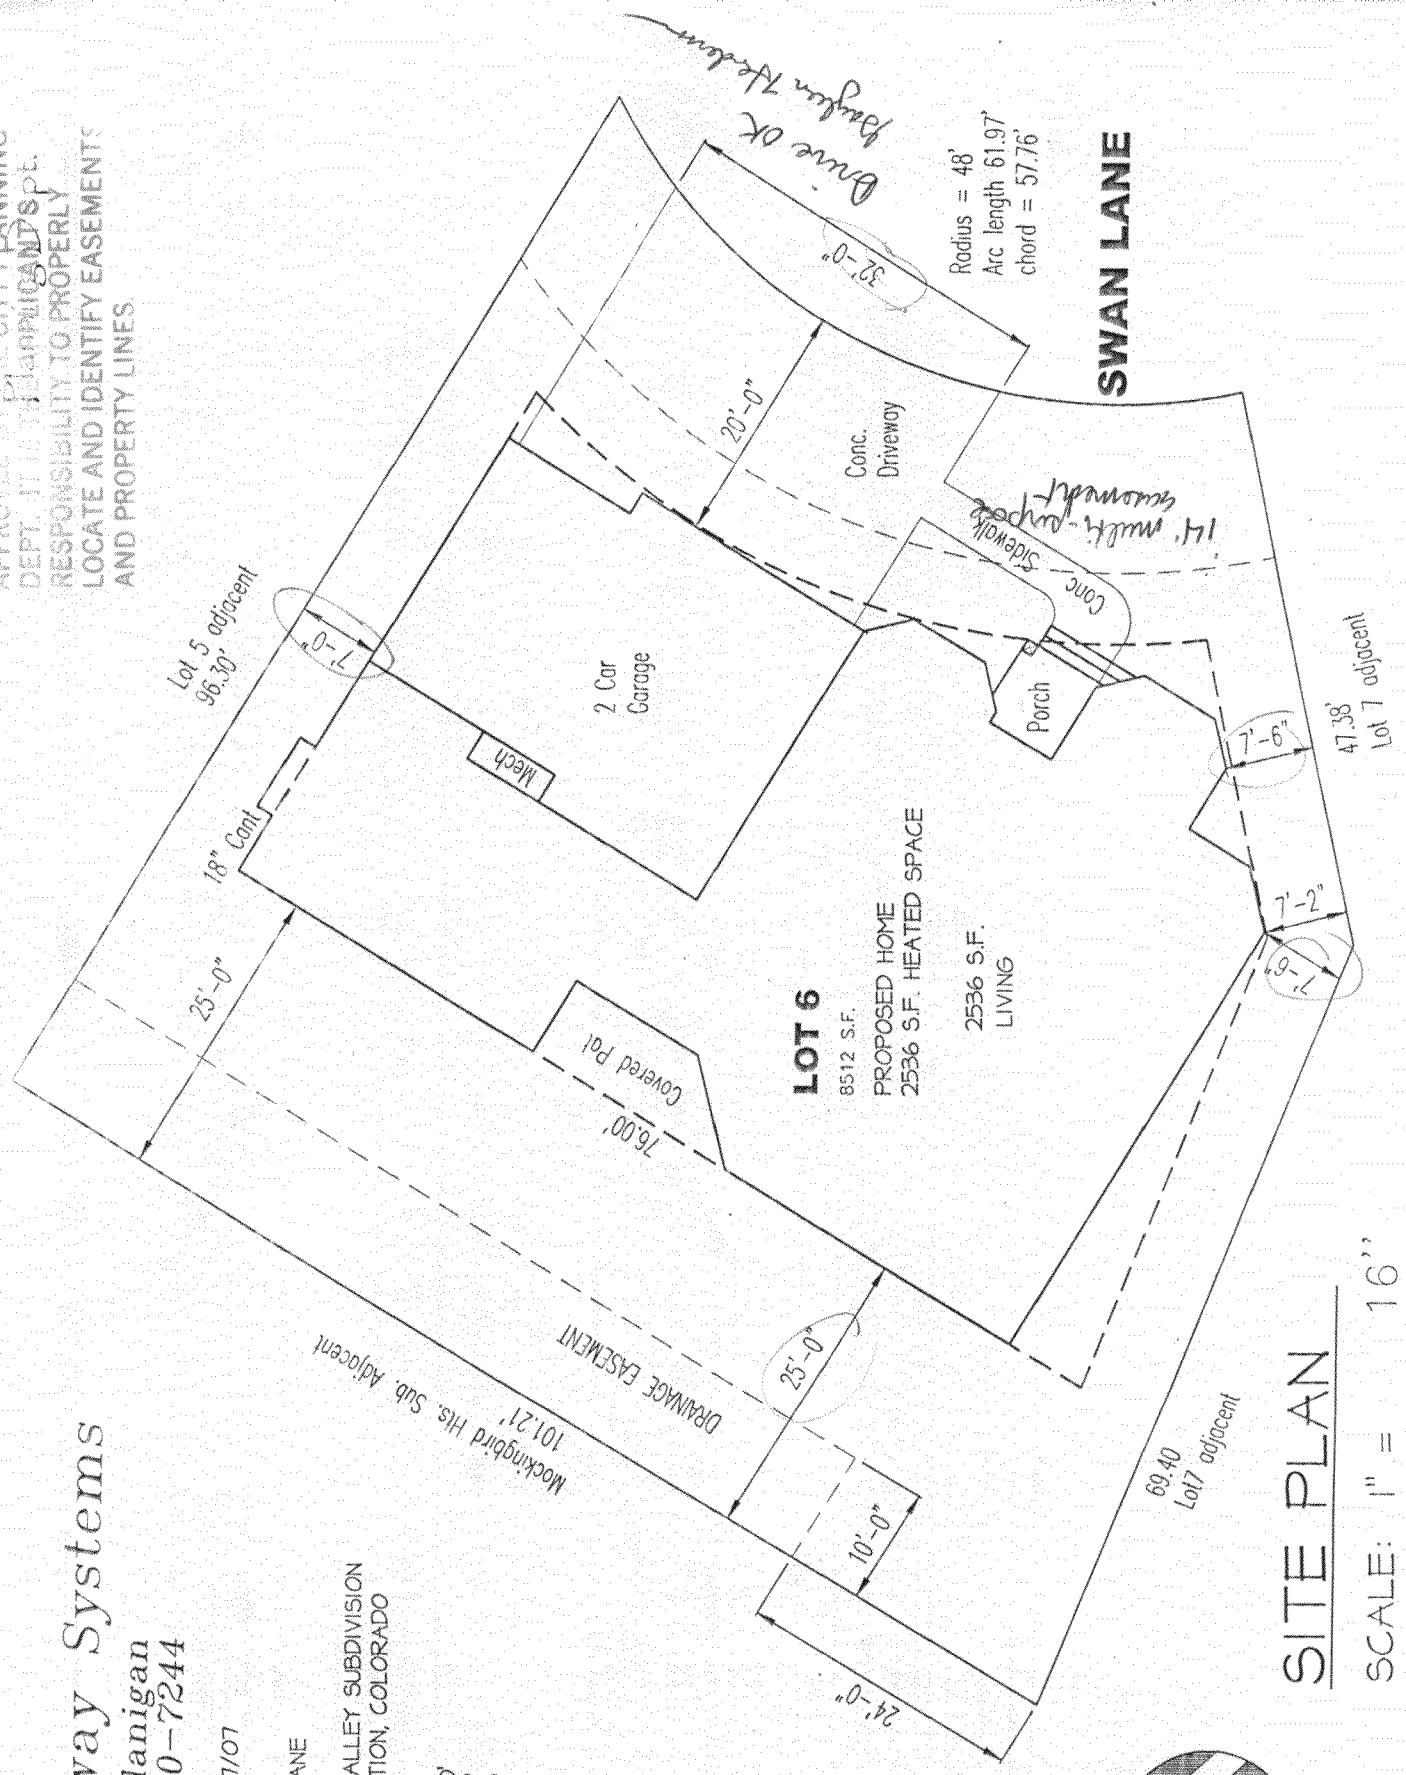 DEPT. IT
RESPONSIBILITY TO PROPERLY
LOCATE AND IDENTIFY EASEMENTS
AND PROPERTY LINES
Drive OK
Radius = 48'
Arc length 61.97'
chord = 57.76'
SWAN LANE
32'-0"
20'-0"
Conc.
Driveway
14' multi-purpose
easement
Conc Sidewalk
Lot 5 adjacent
96.30'
7'-0"
2 Car
Garage
Mech
18" Cant
Porch
7'-6"
47.38'
Lot 7 adjacent
7'-2"
7'-6"
25'-0"
Covered Pat
76.00'
LOT 6
8512 S.F.
PROPOSED HOME
2536 S.F. HEATED SPACE
2536 S.F.
LIVING
DRAINAGE EASEMENT
Mockingbird Hts. Sub. Adjacent
101.21'
25'-0"
10'-0"
24'-0"
69.40
Lot7 adjacent
way Systems
lanigan
0-7244
7/07
ANE
ALLEY SUBDIVISION
TION, COLORADO
SITE PLAN
SCALE: 1" = 16''